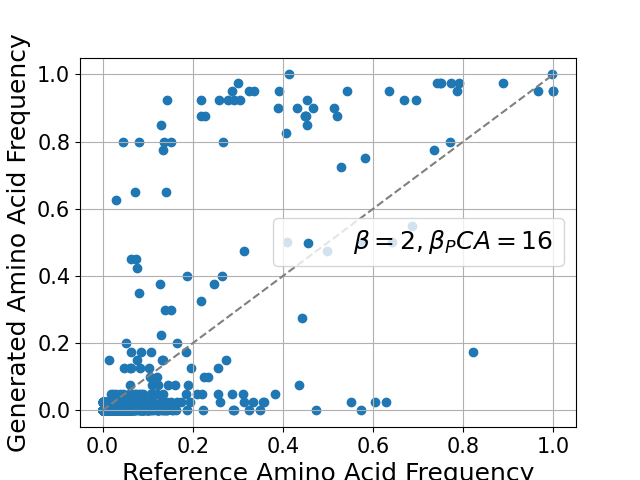 Generated Amino Acid Frequency
1.0
0.8
0.6
0.4
0.2
0.0
β = 2, β_PCA = 16
0.0 0.2 0.4 0.6 0.8 1.0
Reference Amino Acid Frequency